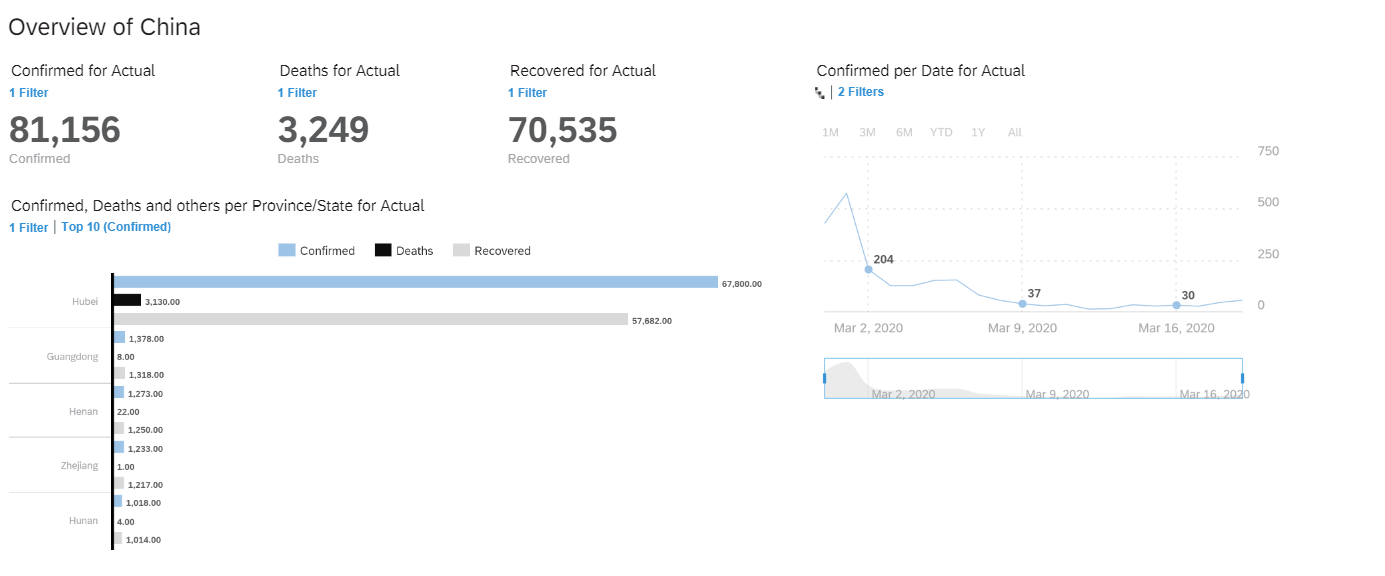 Overview of China
Confirmed for Actual
1 Filter
81,156
Confirmed
Deaths for Actual
1 Filter
3,249
Deaths
Recovered for Actual
1 Filter
70,535
Recovered
Confirmed, Deaths and others per Province/State for Actual
1 Filter | Top 10 (Confirmed)
Confirmed Deaths Recovered
Hubei
67,800.00
3,130.00
57,682.00
Guangdong
1,378.00
8.00
1,318.00
Henan
1,273.00
22.00
1,250.00
Zhejiang
1,233.00
1.00
1,217.00
Hunan
1,018.00
4.00
1,014.00
Confirmed per Date for Actual
| 2 Filters
1M 3M 6M YTD 1Y All
750
500
250
0
204
37
30
Mar 2, 2020 Mar 9, 2020 Mar 16, 2020
Mar 2, 2020 Mar 9, 2020 Mar 16, 2020